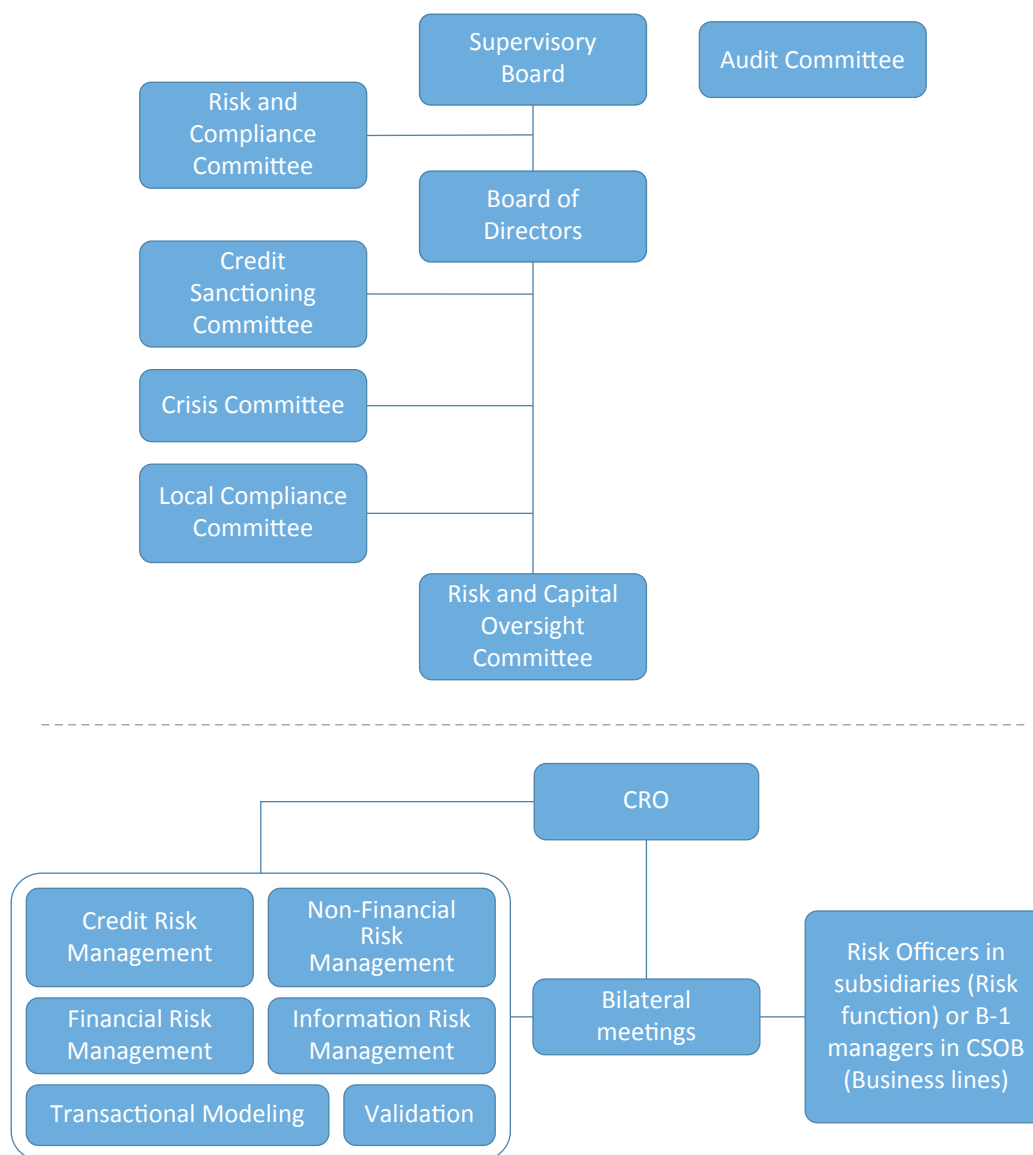 Supervisory
Board
Audit Committee
Risk and
Compliance
Committee
Board of
Directors
Credit
Sanctioning
Committee
Crisis Committee
Local Compliance
Committee
Risk and Capital
Oversight
Committee
CRO
Credit Risk
Management
Non-Financial
Risk
Management
Financial Risk
Management
Information Risk
Management
Transactional Modeling
Validation
Bilateral
meetings
Risk Officers in
subsidiaries (Risk
function) or B-1
managers in CSOB
(Business lines)